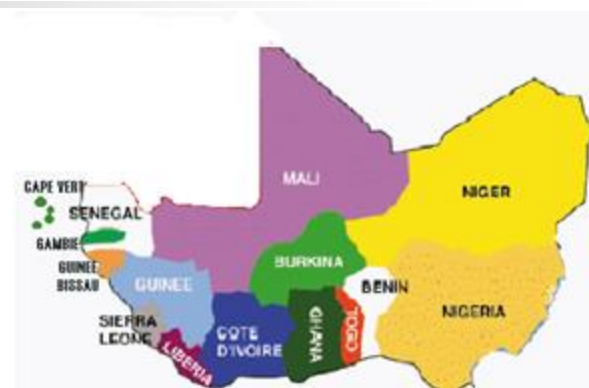 MALI
NIGER
CAPE VERT
SENEGAL
GAMBIE
GUINEE
BISSAU
GUINEE
BURKINA
BENIN
NIGERIA
SIERRA
LEONE
LIBERIA
COTE
D'IVOIRE
GHANA
TOGO